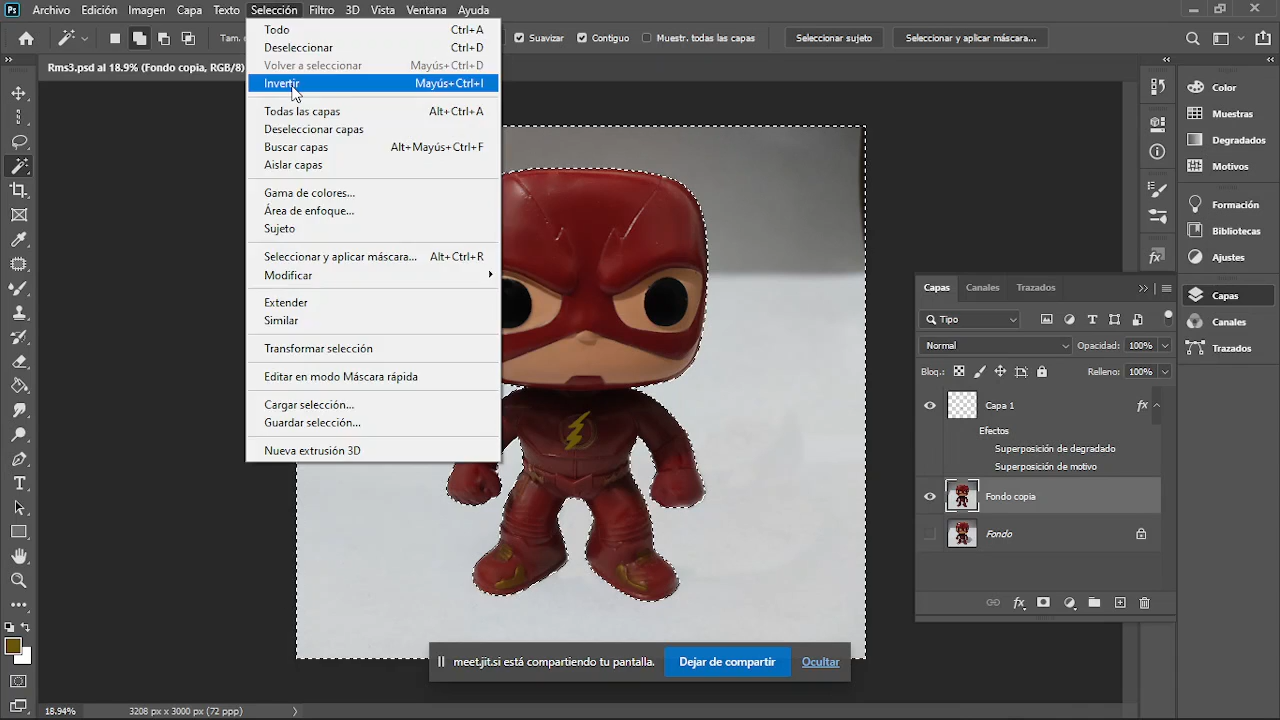 Ps Archivo Edición Imagen Capa Texto Selección Filtro 3D Vista Ventana Ayuda
Tam. Suavizar Contiguo Muestr. todas las capas Seleccionar sujeto Seleccionar y aplicar máscara...
Rms3.psd al 18.9% (Fondo copia, RGB/8)
Todo Ctrl+A
Deseleccionar Ctrl+D
Volver a seleccionar Mayús+Ctrl+D
Invertir Mayús+Ctrl+I
Todas las capas Alt+Ctrl+A
Deseleccionar capas
Buscar capas Alt+Mayús+Ctrl+F
Aislar capas
Gama de colores...
Área de enfoque...
Sujeto
Seleccionar y aplicar máscara... Alt+Ctrl+R
Modificar
Extender
Similar
Transformar selección
Editar en modo Máscara rápida
Cargar selección...
Guardar selección...
Nueva extrusión 3D
Color
Muestras
Degradados
Motivos
Formación
Bibliotecas
Ajustes
Capas
Canales
Trazados
Capas Canales Trazados
Tipo
Normal Opacidad: 100%
Bloq.: Relleno: 100%
Capa 1 fx
Efectos
Superposición de degradado
Superposición de motivo
Fondo copia
Fondo
fx
meet.jit.si está compartiendo tu pantalla. Dejar de compartir Ocultar
18.94% 3208 px x 3000 px (72 ppp)